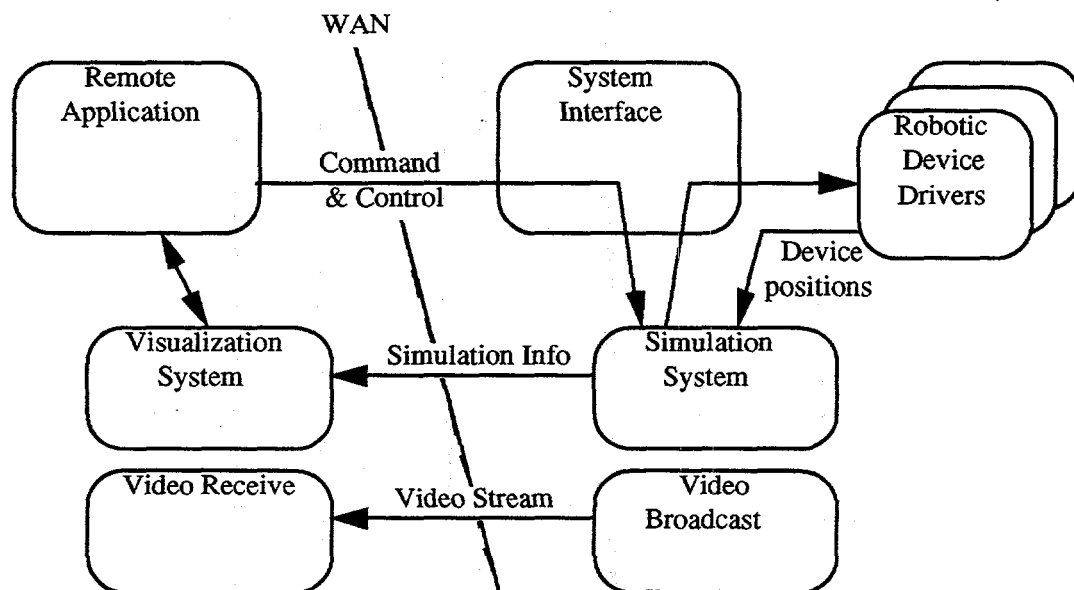 WAN
Remote
Application
System
Interface
Robotic
Device
Drivers
Command
& Control
Device
positions
Visualization
System
Simulation Info
Simulation
System
Video Receive
Video Stream
Video
Broadcast